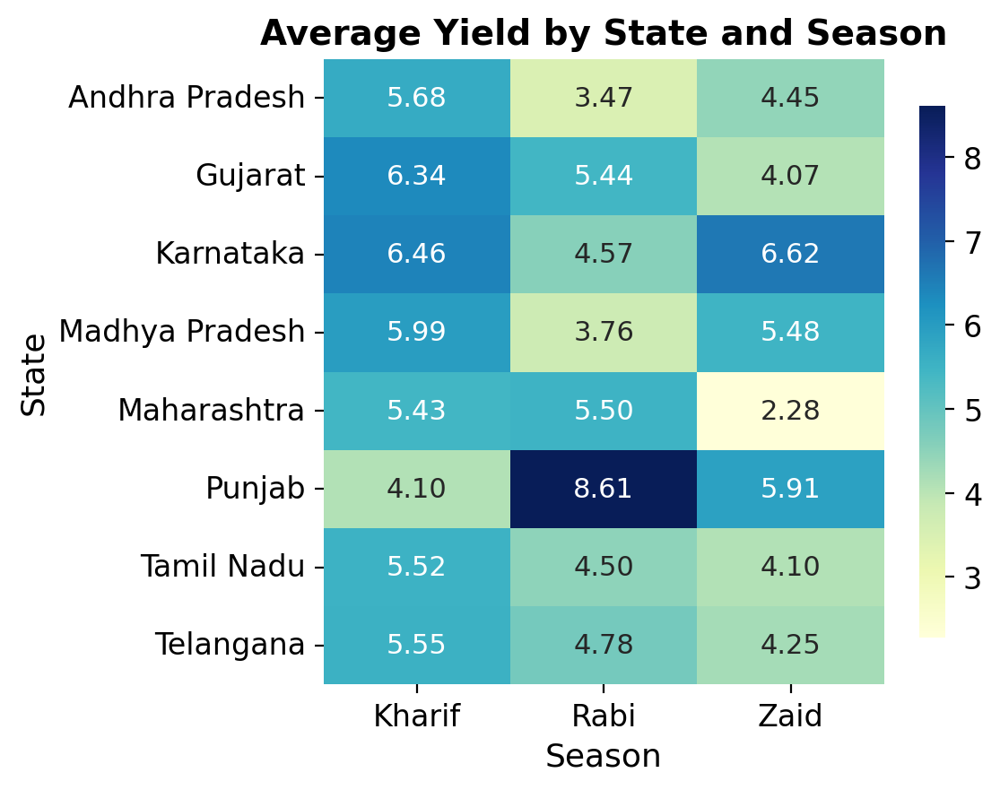 Average Yield by State and Season
Andhra Pradesh 5.68 3.47 4.45
Gujarat 6.34 5.44 4.07
Karnataka 6.46 4.57 6.62
Madhya Pradesh 5.99 3.76 5.48
Maharashtra 5.43 5.50 2.28
Punjab 4.10 8.61 5.91
Tamil Nadu 5.52 4.50 4.10
Telangana 5.55 4.78 4.25
Kharif Rabi Zaid
Season
State
8
7
6
5
4
3